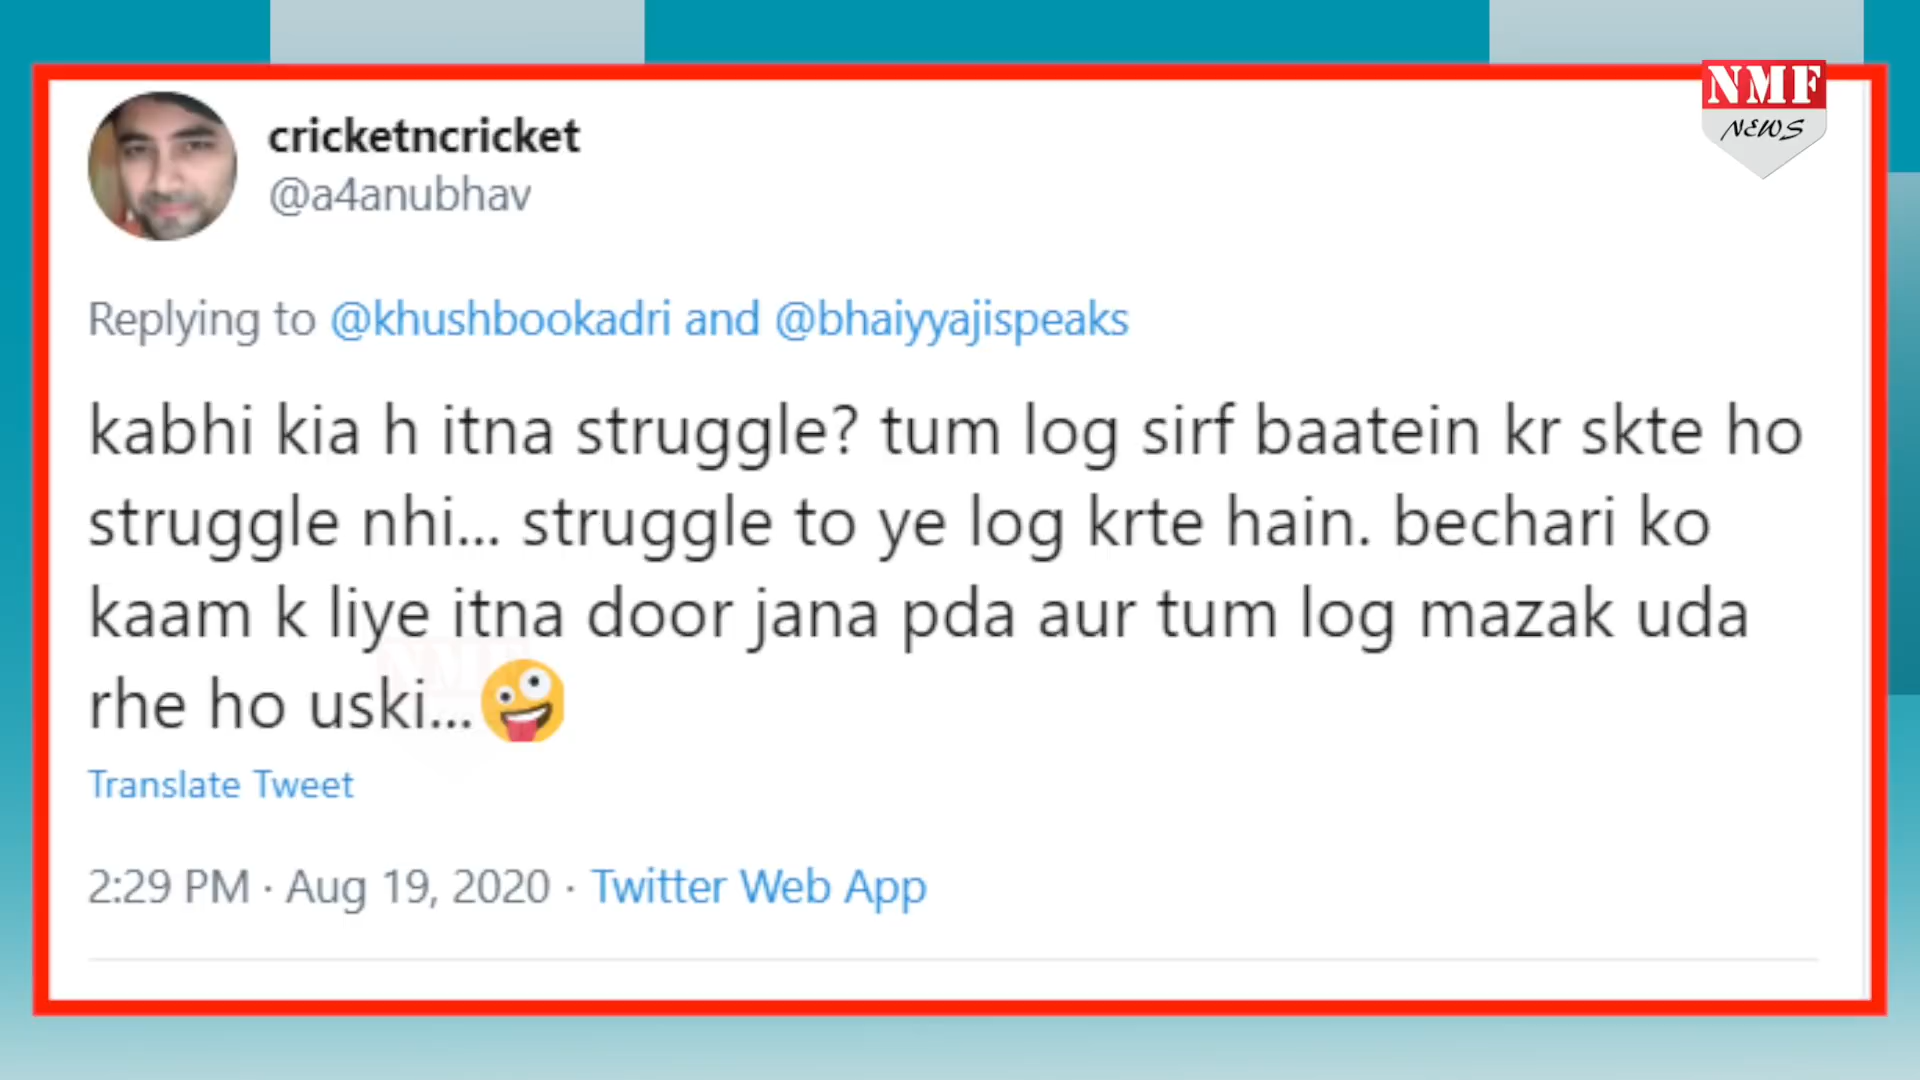 NMF
NEWS
cricketncricket
@a4anubhav
Replying to @khushbookadri and @bhaiyyajispeaks
kabhi kia h itna struggle? tum log sirf baatein kr skte ho
struggle nhi... struggle to ye log krte hain. bechari ko
kaam k liye itna door jana pda aur tum log mazak uda
rhe ho uski...🤪
Translate Tweet
2:29 PM · Aug 19, 2020 · Twitter Web App